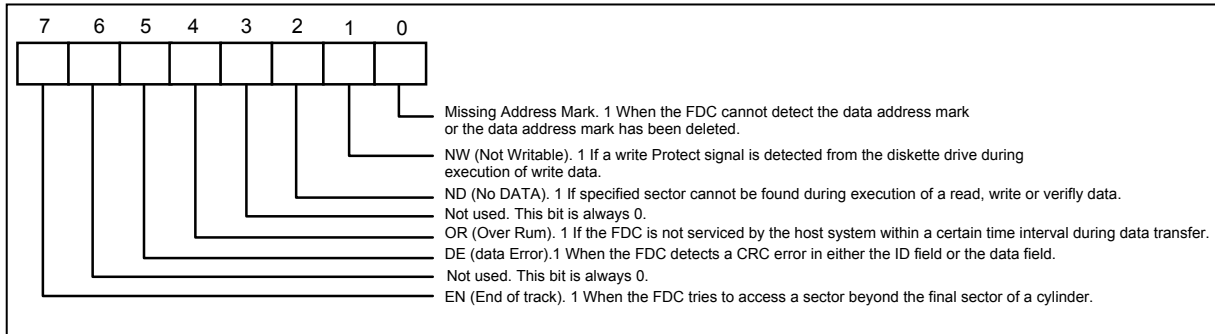 7 6 5 4 3 2 1 0
Missing Address Mark. 1 When the FDC cannot detect the data address mark
or the data address mark has been deleted.
NW (Not Writable). 1 If a write Protect signal is detected from the diskette drive during
execution of write data.
ND (No DATA). 1 If specified sector cannot be found during execution of a read, write or verifly data.
Not used. This bit is always 0.
OR (Over Rum). 1 If the FDC is not serviced by the host system within a certain time interval during data transfer.
DE (data Error).1 When the FDC detects a CRC error in either the ID field or the data field.
Not used. This bit is always 0.
EN (End of track). 1 When the FDC tries to access a sector beyond the final sector of a cylinder.